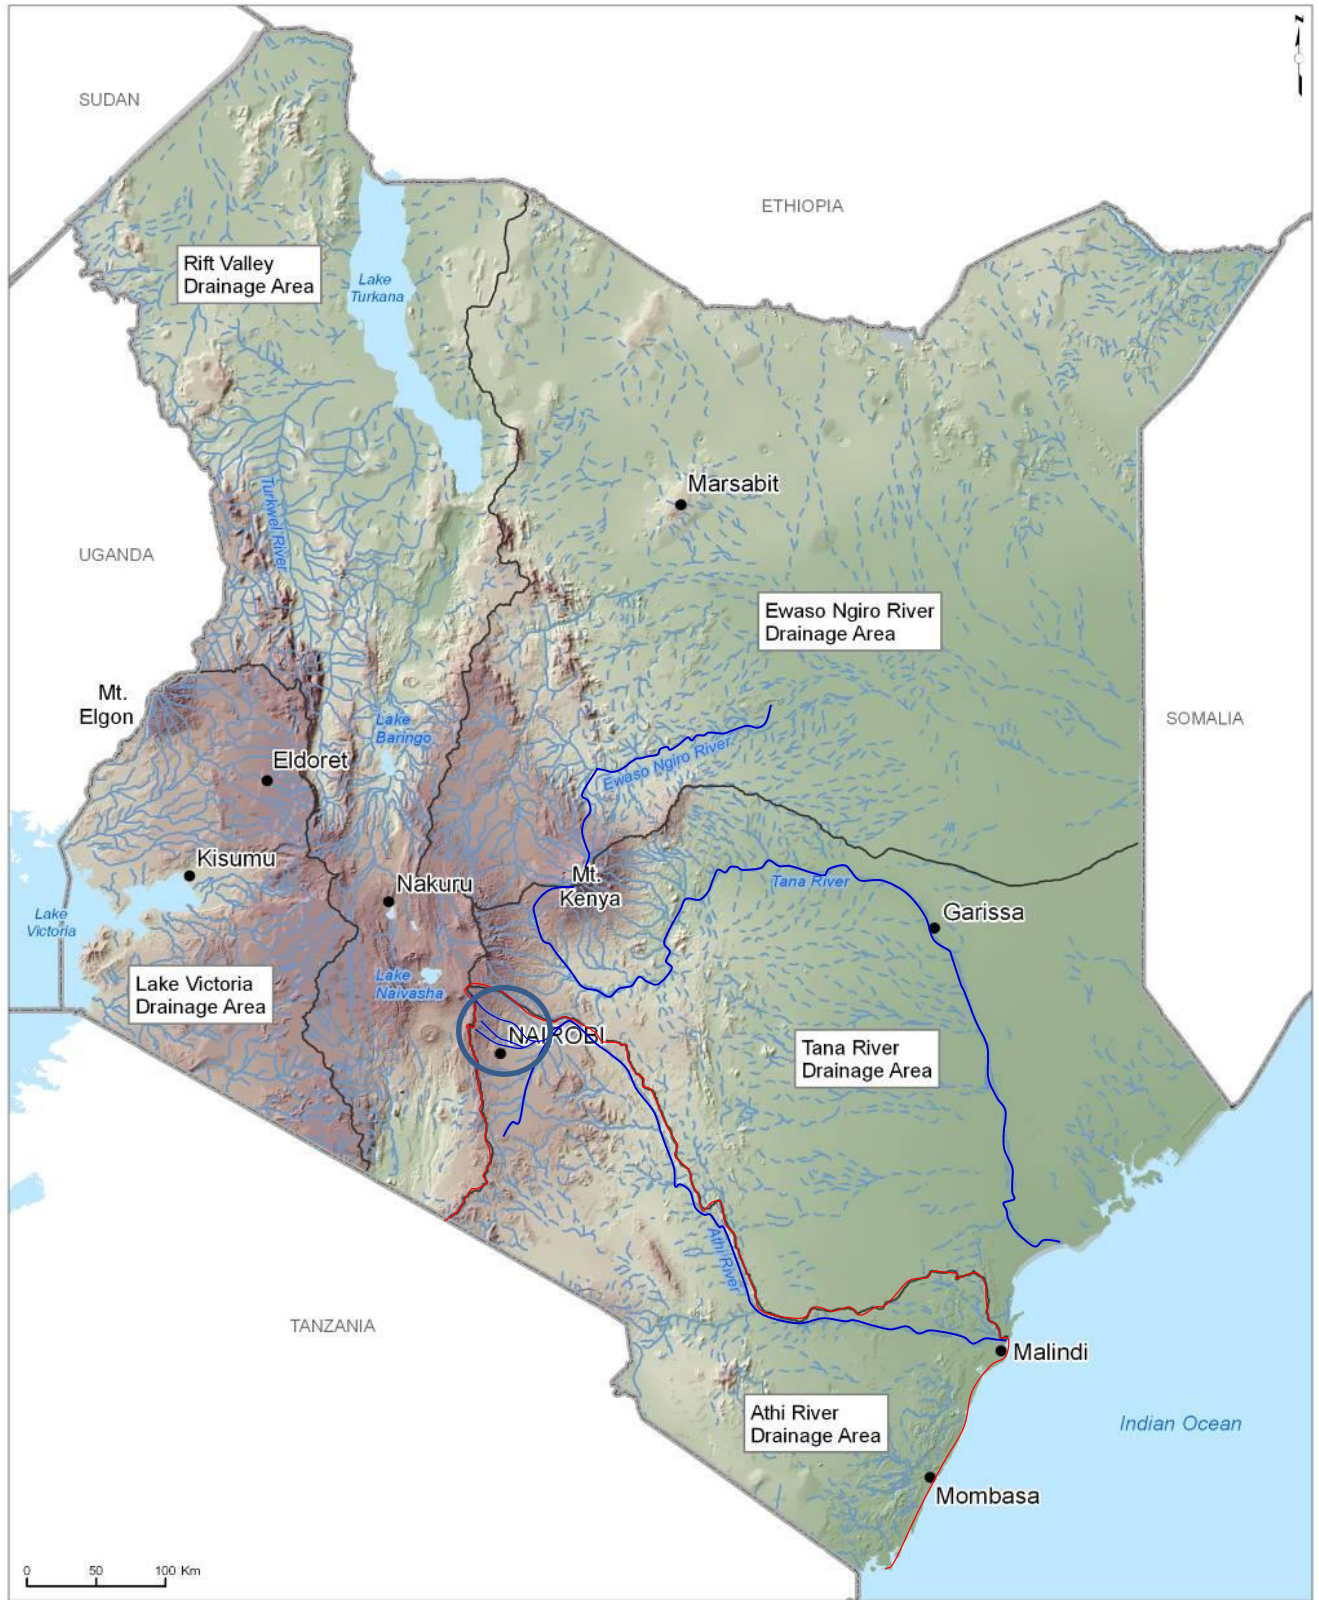 z
SUDAN
ETHIOPIA
Rift Valley
Drainage Area
Lake
Turkana
Marsabit
Turkwel River
UGANDA
Ewaso Ngiro River
Drainage Area
Mt.
Elgon
SOMALIA
Lake
Baringo
Eldoret
Ewaso Ngiro River
Kisumu
Nakuru
Mt.
Kenya
Tana River
Garissa
Lake
Victoria
Lake Victoria
Drainage Area
Lake
Naivasha
NAIROBI
Tana River
Drainage Area
Athi River
TANZANIA
Malindi
Athi River
Drainage Area
Indian Ocean
Mombasa
0 50 100 Km